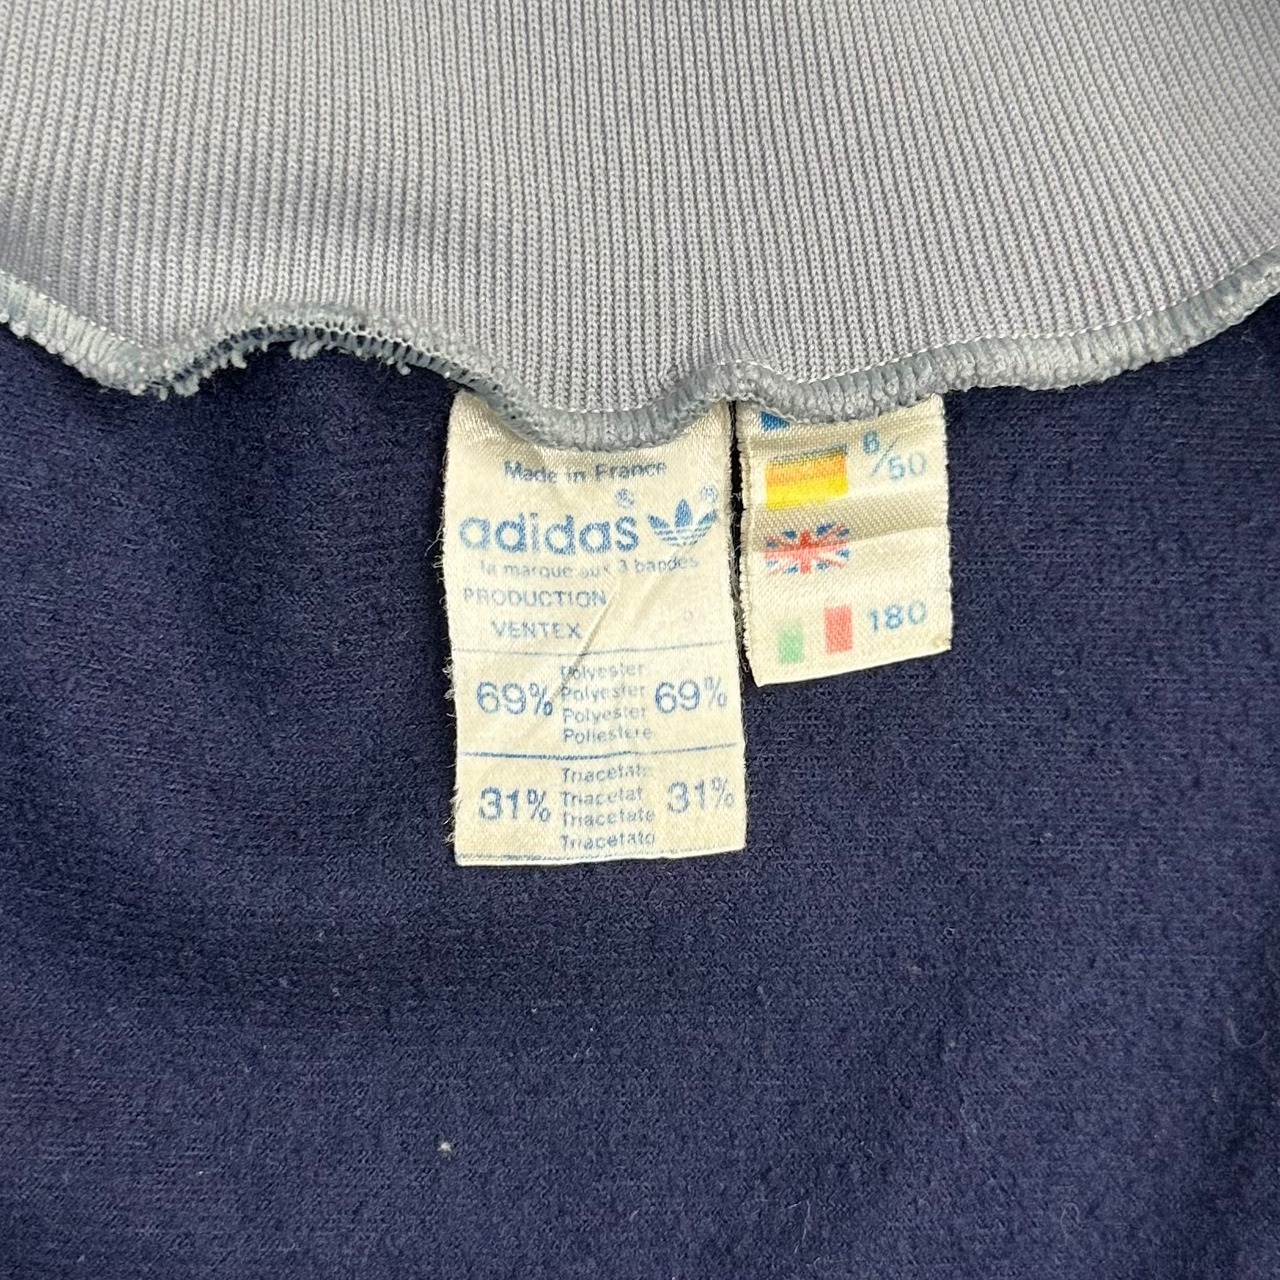 Made in France
adidas
la marque aux 3 bandes
PRODUCTION
VENTEX
69% Polyester 69%
Polyester
Polyester
Poliestere
31% Triacetate 31%
Triacetat
Triacetate
Triacetato
6/50
180